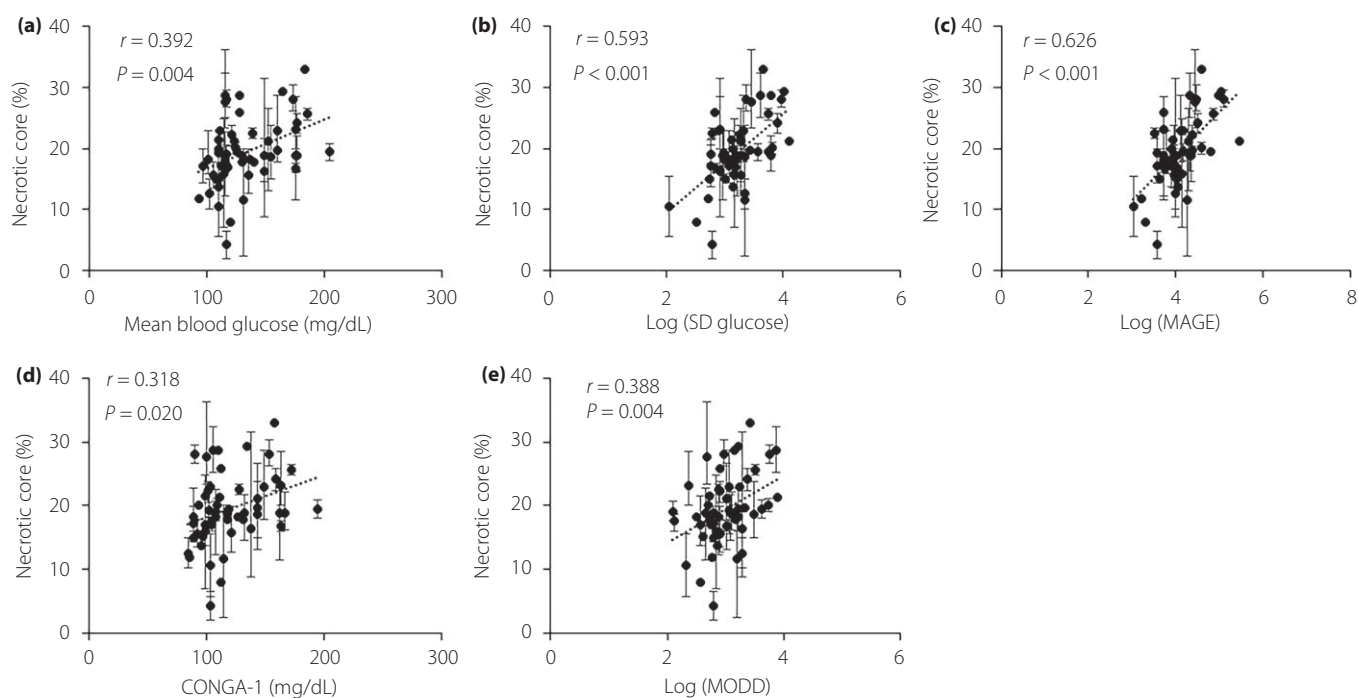 (a)
r = 0.392
P = 0.004
Necrotic core (%)
40
30
20
10
0
0 100 200 300
Mean blood glucose (mg/dL)
(b)
r = 0.593
P < 0.001
Necrotic core (%)
40
30
20
10
0
0 2 4 6
Log (SD glucose)
(c)
r = 0.626
P < 0.001
Necrotic core (%)
40
30
20
10
0
0 2 4 6 8
Log (MAGE)
(d)
r = 0.318
P = 0.020
Necrotic core (%)
40
30
20
10
0
0 100 200 300
CONGA-1 (mg/dL)
(e)
r = 0.388
P = 0.004
Necrotic core (%)
40
30
20
10
0
0 2 4 6
Log (MODD)